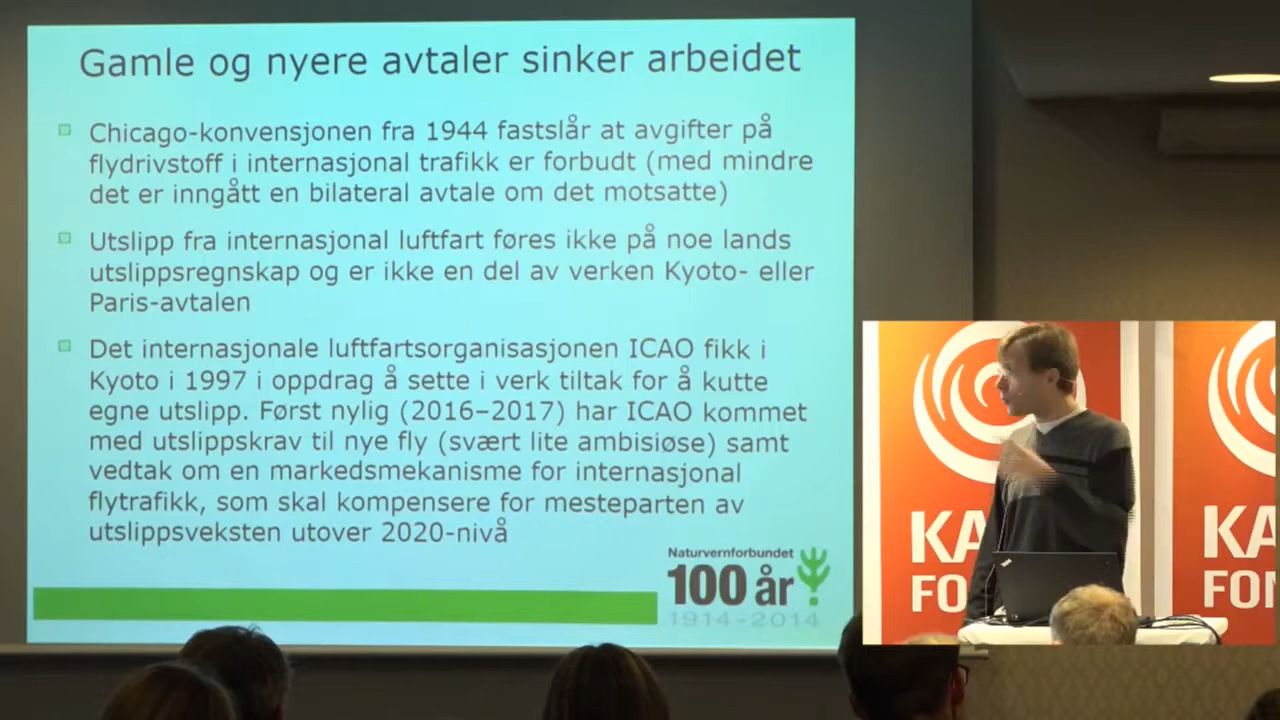 Gamle og nyere avtaler sinker arbeidet
Chicago-konvensjonen fra 1944 fastslår at avgifter på
flydrivstoff i internasjonal trafikk er forbudt (med mindre
det er inngått en bilateral avtale om det motsatte)
Utslipp fra internasjonal luftfart føres ikke på noe lands
utslippsregnskap og er ikke en del av verken Kyoto- eller
Paris-avtalen
Det internasjonale luftfartsorganisasjonen ICAO fikk i
Kyoto i 1997 i oppdrag å sette i verk tiltak for å kutte
egne utslipp. Først nylig (2016–2017) har ICAO kommet
med utslippskrav til nye fly (svært lite ambisiøse) samt
vedtak om en markedsmekanisme for internasjonal
flytrafikk, som skal kompensere for mesteparten av
utslippsveksten utover 2020-nivå
Naturvernforbundet
100 år
1914-2014
KA
FO
KA
FON